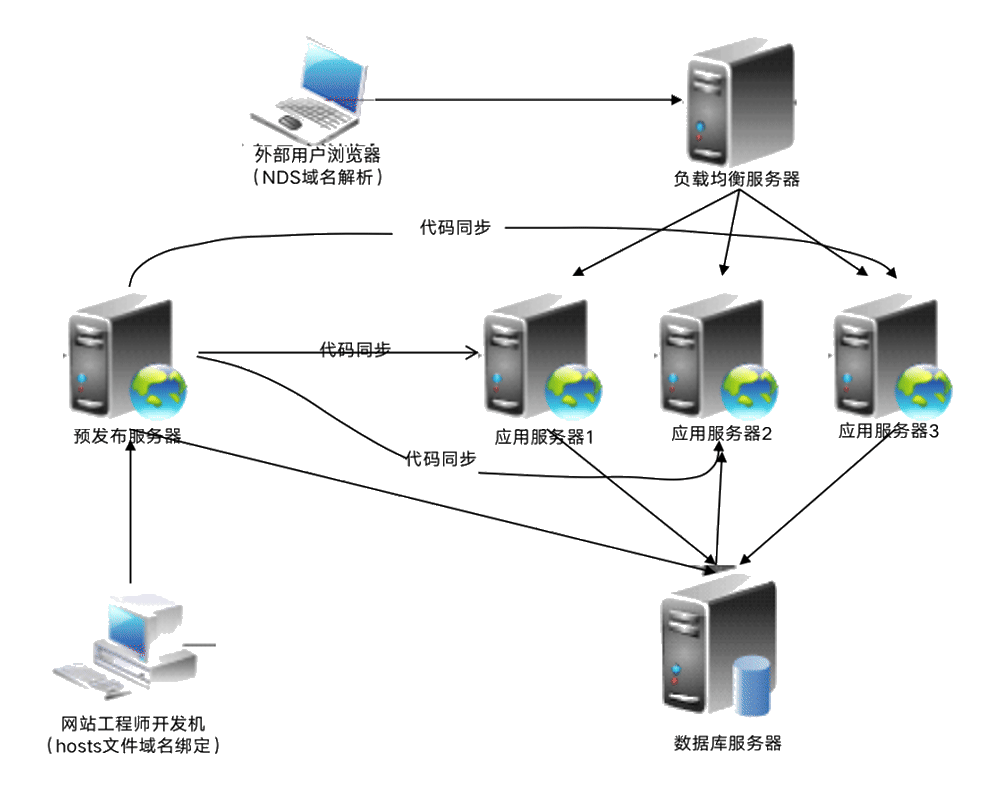 外部用户浏览器
（NDS域名解析）
负载均衡服务器
代码同步
代码同步
预发布服务器
应用服务器1
应用服务器2
应用服务器3
代码同步
网站工程师开发机
（hosts文件域名绑定）
数据库服务器